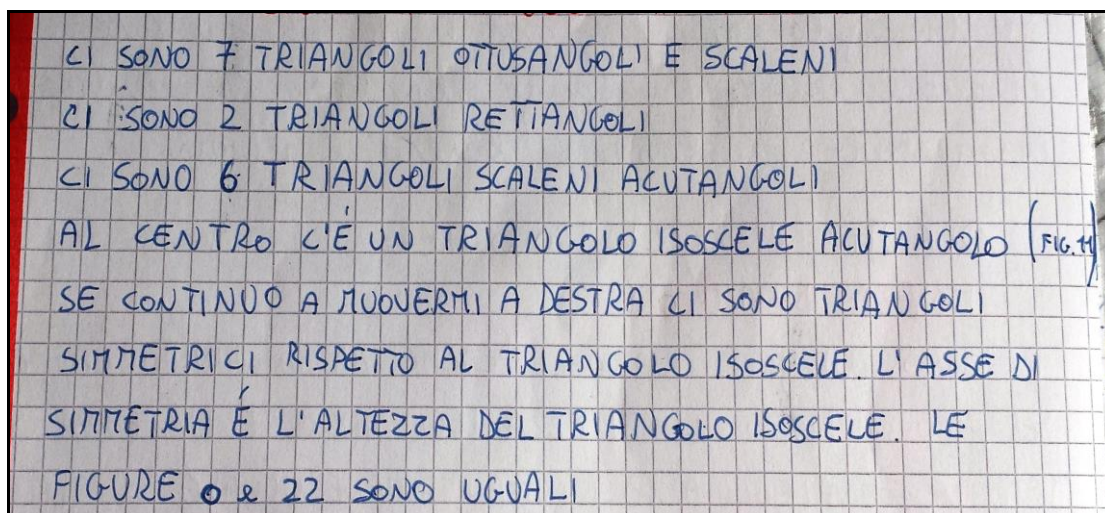 CI SONO 7 TRIANGOLI OTTUSANGOLI E SCALENI
CI SONO 2 TRIANGOLI RETTANGOLI
CI SONO 6 TRIANGOLI SCALENI ACUTANGOLI
AL CENTRO C'É UN TRIANGOLO ISOSCELE ACUTANGOLO (FIG. 11)
SE CONTINUO A MUOVERMI A DESTRA CI SONO TRIANGOLI
SIMMETRICI RISPETTO AL TRIANGOLO ISOSCELE. L'ASSE DI
SIMMETRIA É L'ALTEZZA DEL TRIANGOLO ISOSCELE. LE
FIGURE 0 e 22 SONO UGUALI